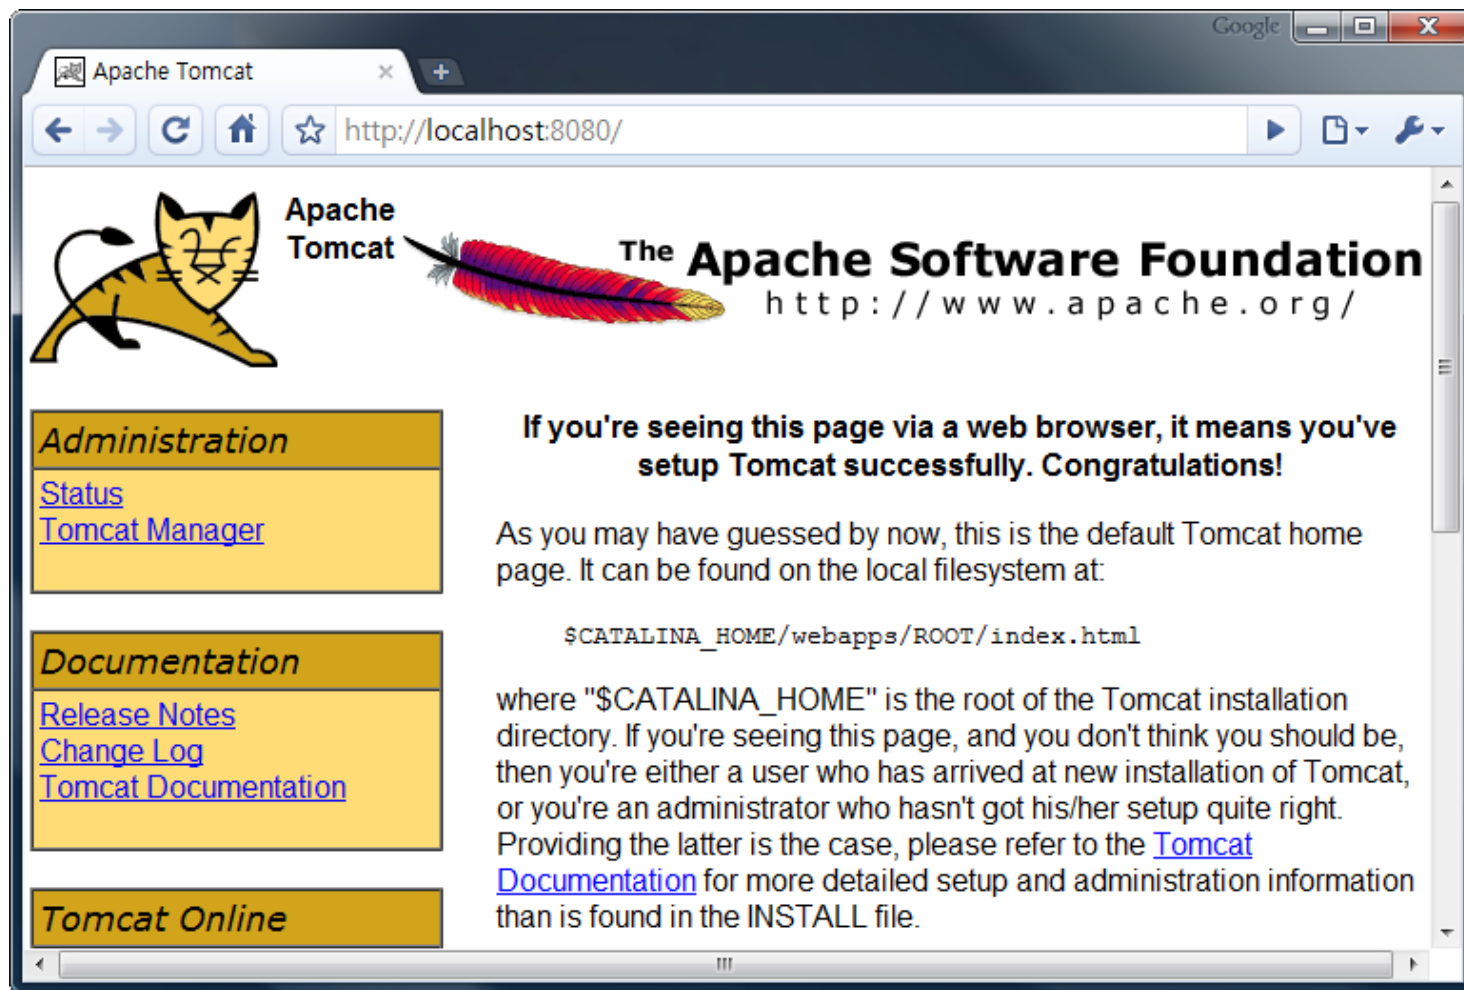 Google
Apache Tomcat
http://localhost:8080/
Apache
Tomcat
The Apache Software Foundation
http://www.apache.org/
Administration
Status
Tomcat Manager
Documentation
Release Notes
Change Log
Tomcat Documentation
Tomcat Online
If you're seeing this page via a web browser, it means you've
setup Tomcat successfully. Congratulations!
As you may have guessed by now, this is the default Tomcat home
page. It can be found on the local filesystem at:
$CATALINA_HOME/webapps/ROOT/index.html
where "$CATALINA_HOME" is the root of the Tomcat installation
directory. If you're seeing this page, and you don't think you should be,
then you're either a user who has arrived at new installation of Tomcat,
or you're an administrator who hasn't got his/her setup quite right.
Providing the latter is the case, please refer to the Tomcat
Documentation for more detailed setup and administration information
than is found in the INSTALL file.